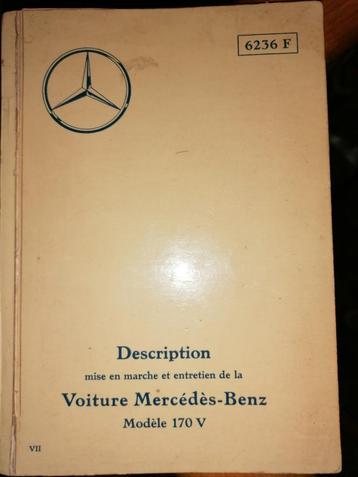 6236 F
Description
mise en marche et entretien de la
Voiture Mercédès-Benz
Modèle 170 V
VII